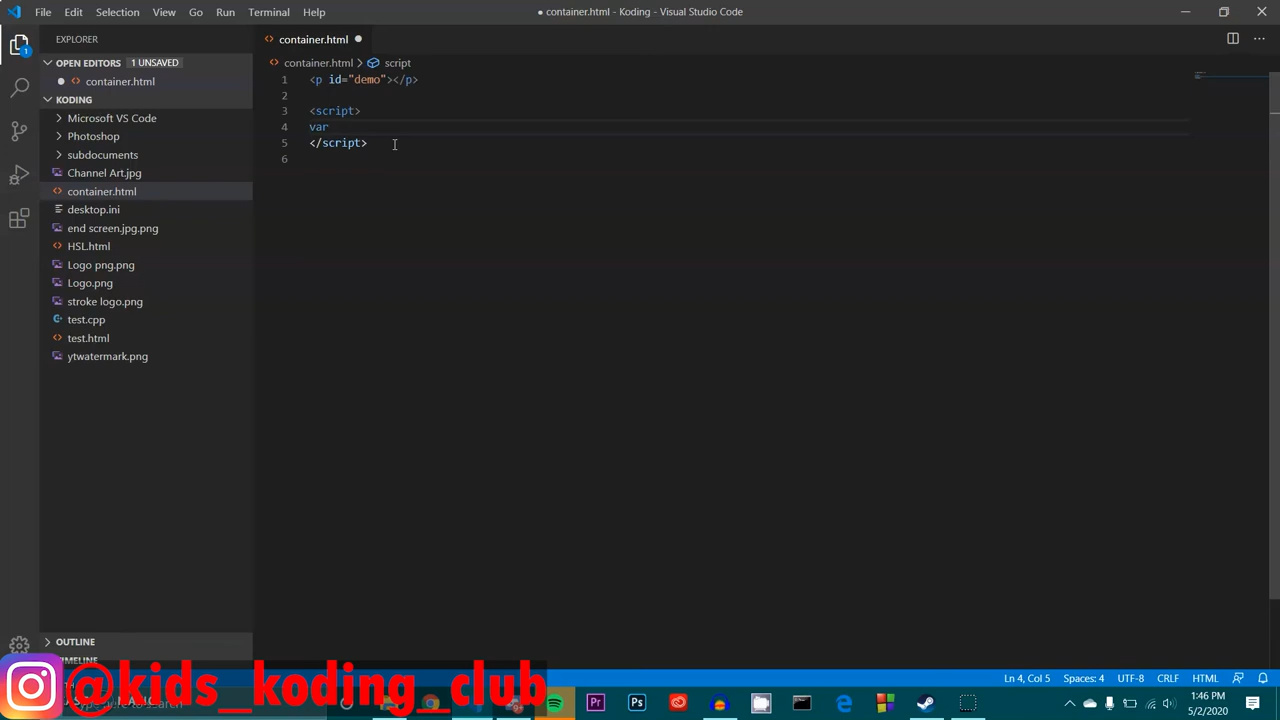 File Edit Selection View Go Run Terminal Help
● container.html - Koding - Visual Studio Code
EXPLORER
container.html ●
OPEN EDITORS 1 UNSAVED
● container.html
KODING
Microsoft VS Code
Photoshop
subdocuments
Channel Art.jpg
container.html
desktop.ini
end screen.jpg.png
HSL.html
Logo png.png
Logo.png
stroke logo.png
test.cpp
test.html
ytwatermark.png
OUTLINE
TIMELINE
container.html > script
1 <p id="demo"></p>
2
3 <script>
4 var
5 </script>
6
1
@kids_koding_club
Ln 4, Col 5 Spaces: 4 UTF-8 CRLF HTML
Pr Ps
1:46 PM
5/2/2020